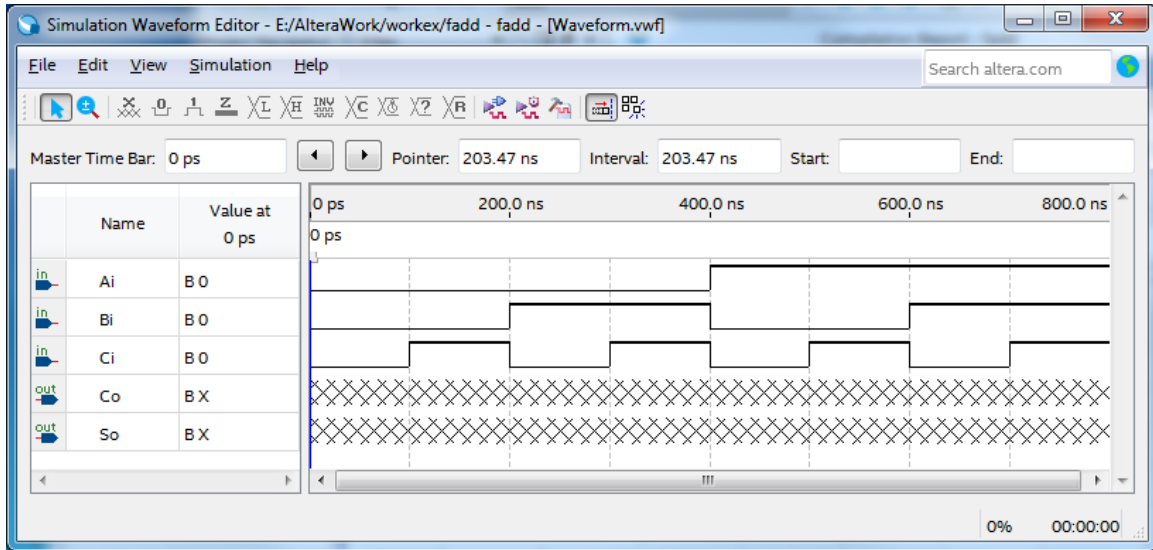 Simulation Waveform Editor - E:/AlteraWork/workex/fadd - fadd - [Waveform.vwf]
File Edit View Simulation Help Search altera.com
Master Time Bar: 0 ps Pointer: 203.47 ns Interval: 203.47 ns Start: End:
Name Value at 0 ps
0 ps 200.0 ns 400.0 ns 600.0 ns 800.0 ns
0 ps
in Ai B 0
in Bi B 0
in Ci B 0
out Co B X
out So B X
0% 00:00:00